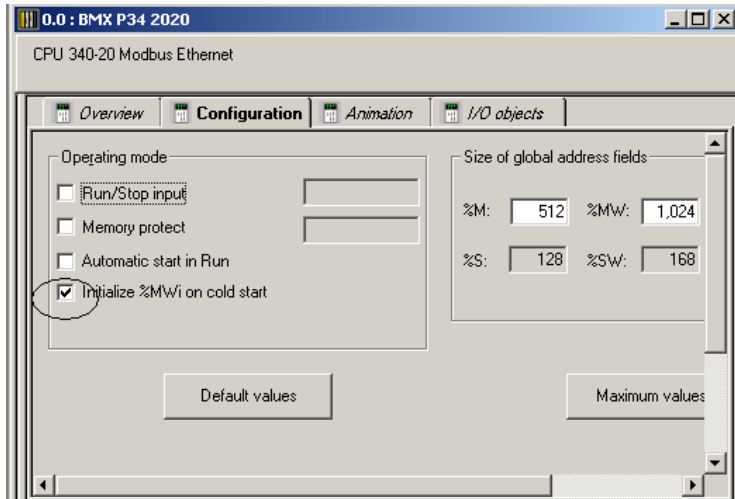 0.0 : BMX P34 2020
CPU 340-20 Modbus Ethernet
Overview
Configuration
Animation
I/O objects
Operating mode
Run/Stop input
Memory protect
Automatic start in Run
Initialize %MWi on cold start
Size of global address fields
%M: 512 %MW: 1,024
%S: 128 %SW: 168
Default values
Maximum values